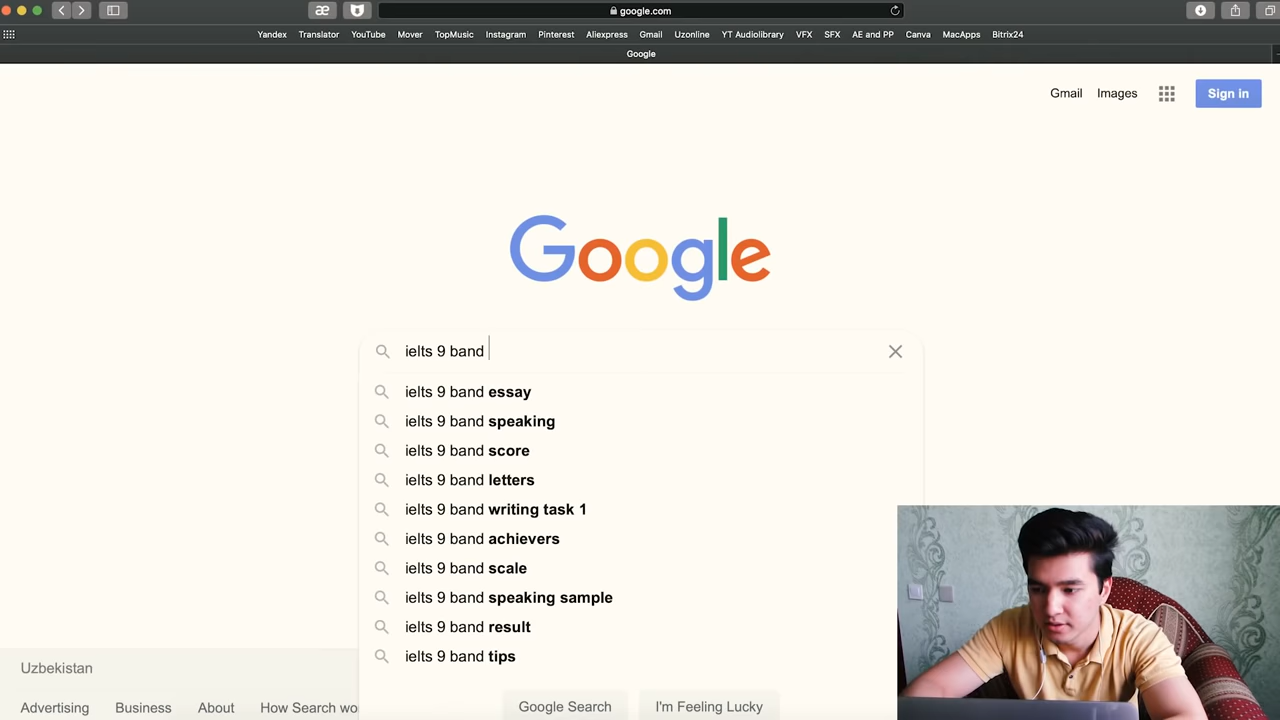 æ
google.com
Yandex Translator YouTube Mover TopMusic Instagram Pinterest Aliexpress Gmail Uzonline YT Audiolibrary VFX SFX AE and PP Canva MacApps Bitrix24
Google
Gmail Images Sign in
Google
ielts 9 band
ielts 9 band essay
ielts 9 band speaking
ielts 9 band score
ielts 9 band letters
ielts 9 band writing task 1
ielts 9 band achievers
ielts 9 band scale
ielts 9 band speaking sample
ielts 9 band result
ielts 9 band tips
Uzbekistan
Advertising Business About How Search wo
Google Search I'm Feeling Lucky